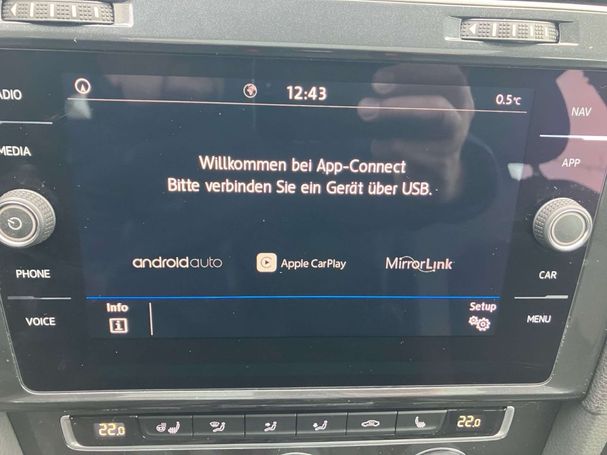 12:43
0.5°C
RADIO
NAV
MEDIA
APP
Willkommen bei App-Connect
Bitte verbinden Sie ein Gerät über USB.
androidauto
Apple CarPlay
MirrorLink
PHONE
CAR
Info
Setup
VOICE
MENU
22.0
22.0